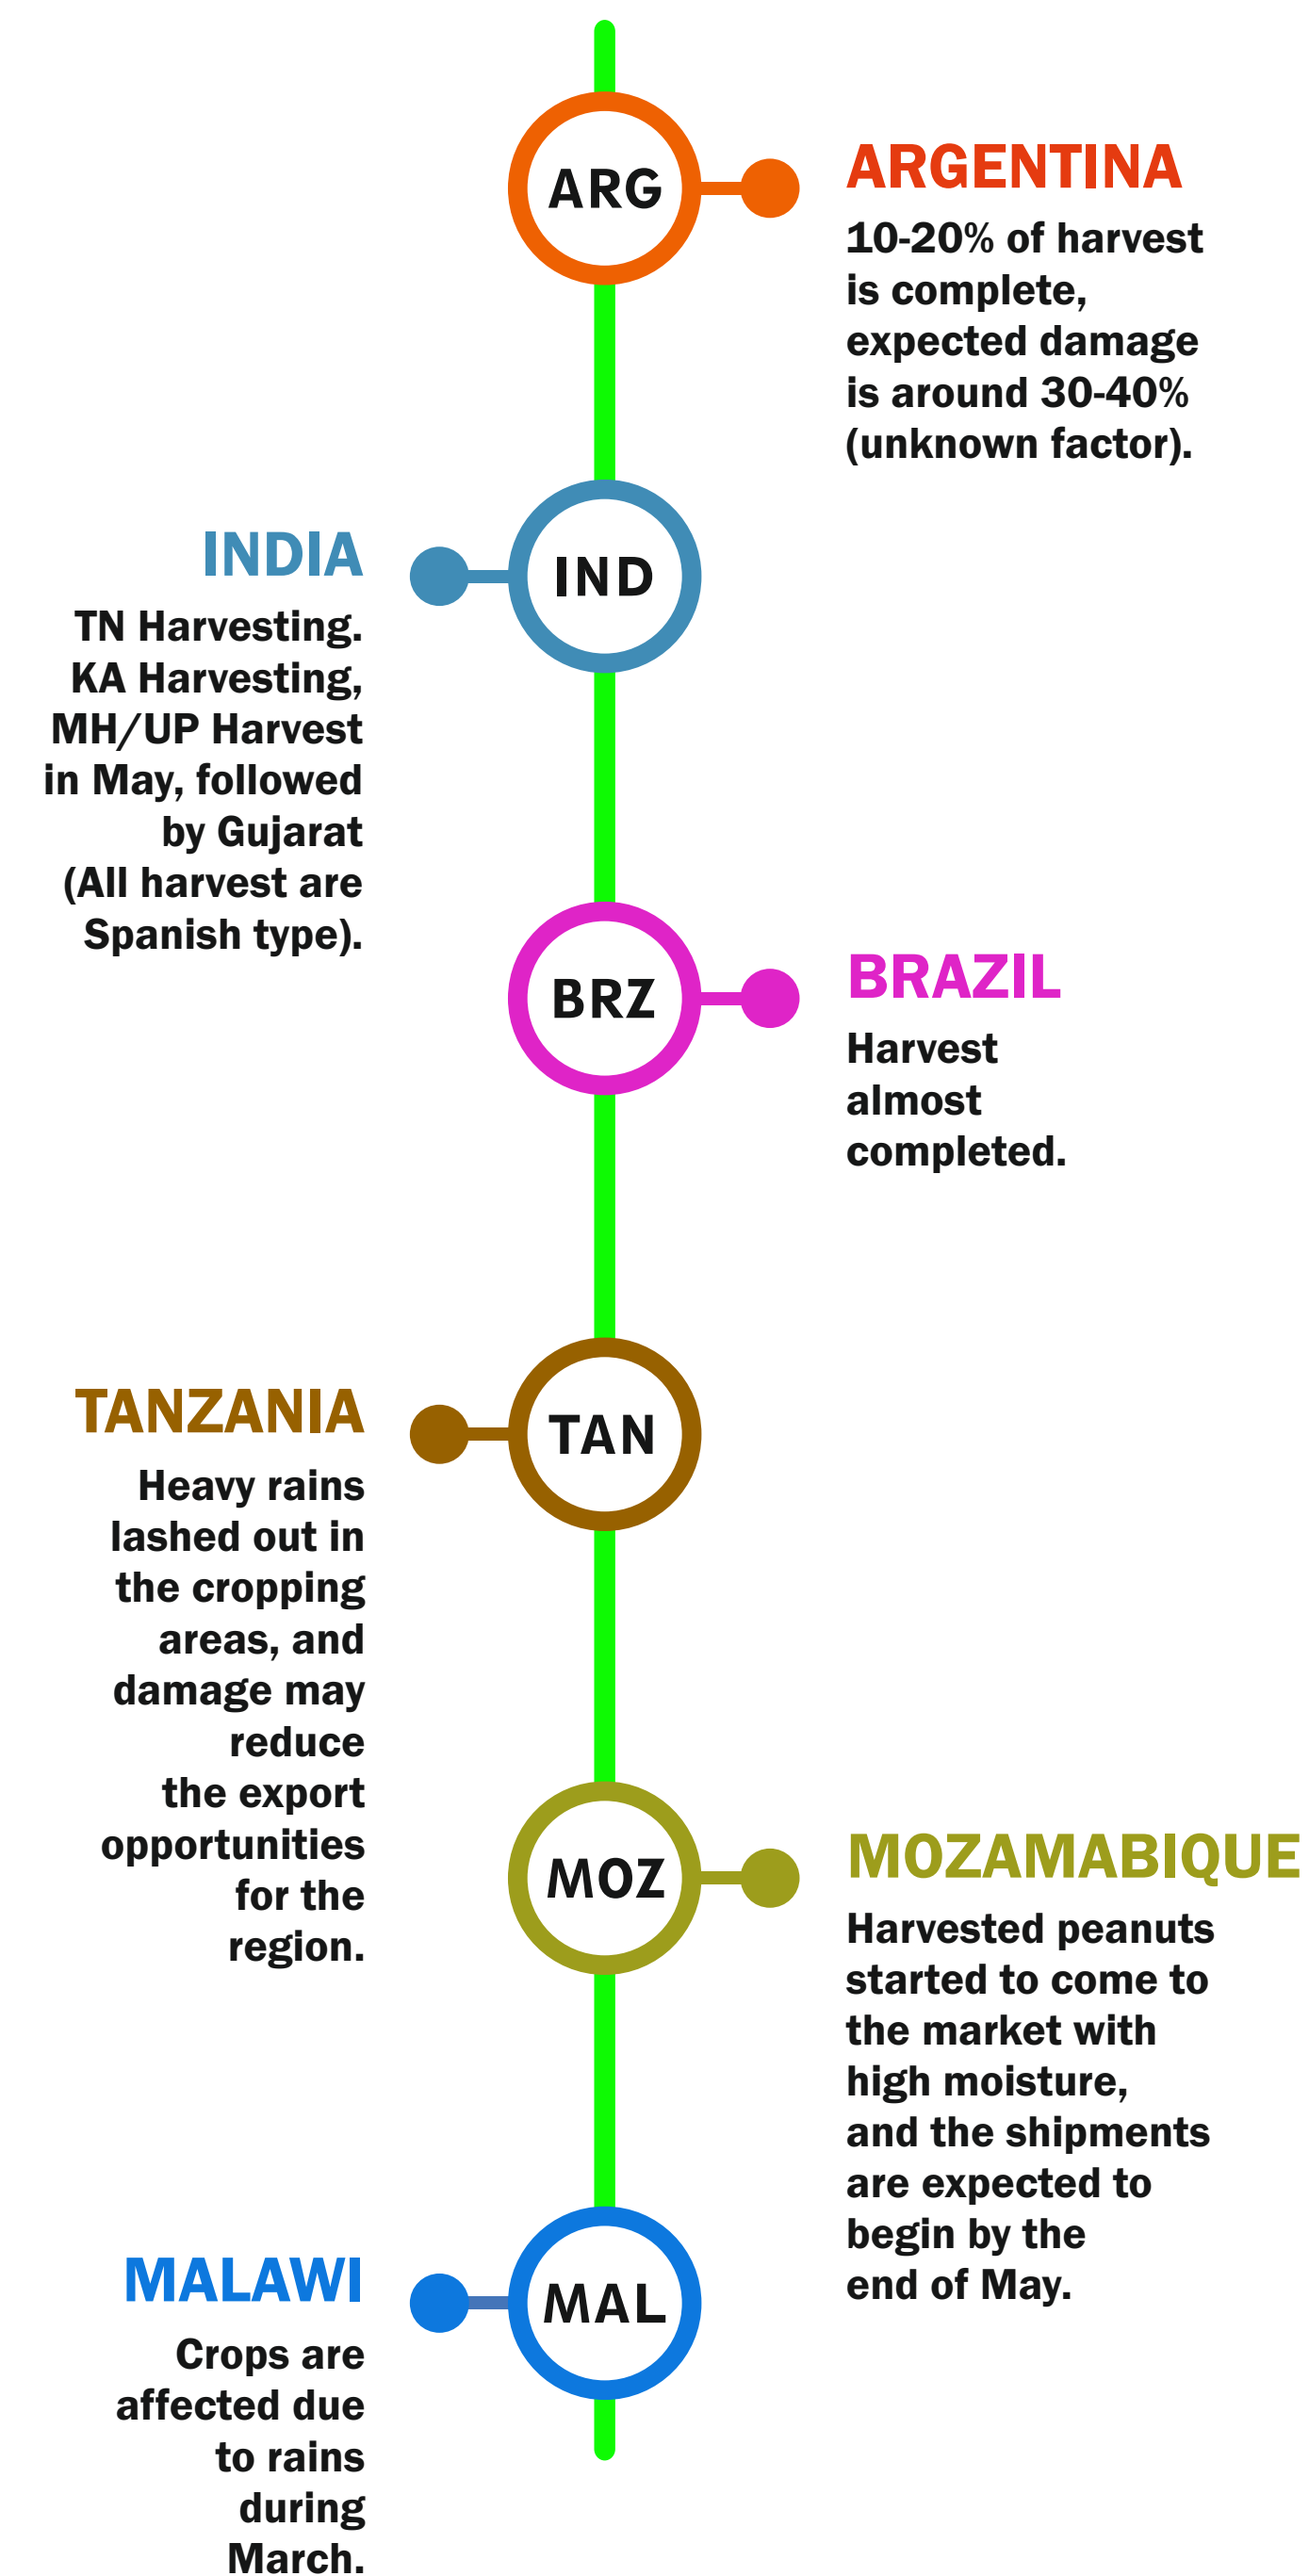 ARG
ARGENTINA
10-20% of harvest
is complete,
expected damage
is around 30-40%
(unknown factor).
INDIA
IND
TN Harvesting.
KA Harvesting,
MH/UP Harvest
in May, followed
by Gujarat
(All harvest are
Spanish type).
BRZ
BRAZIL
Harvest
almost
completed.
TANZANIA
TAN
Heavy rains
lashed out in
the cropping
areas, and
damage may
reduce
the export
opportunities
for the
region.
MOZ
MOZAMABIQUE
Harvested peanuts
started to come to
the market with
high moisture,
and the shipments
are expected to
begin by the
end of May.
MALAWI
MAL
Crops are
affected due
to rains
during
March.